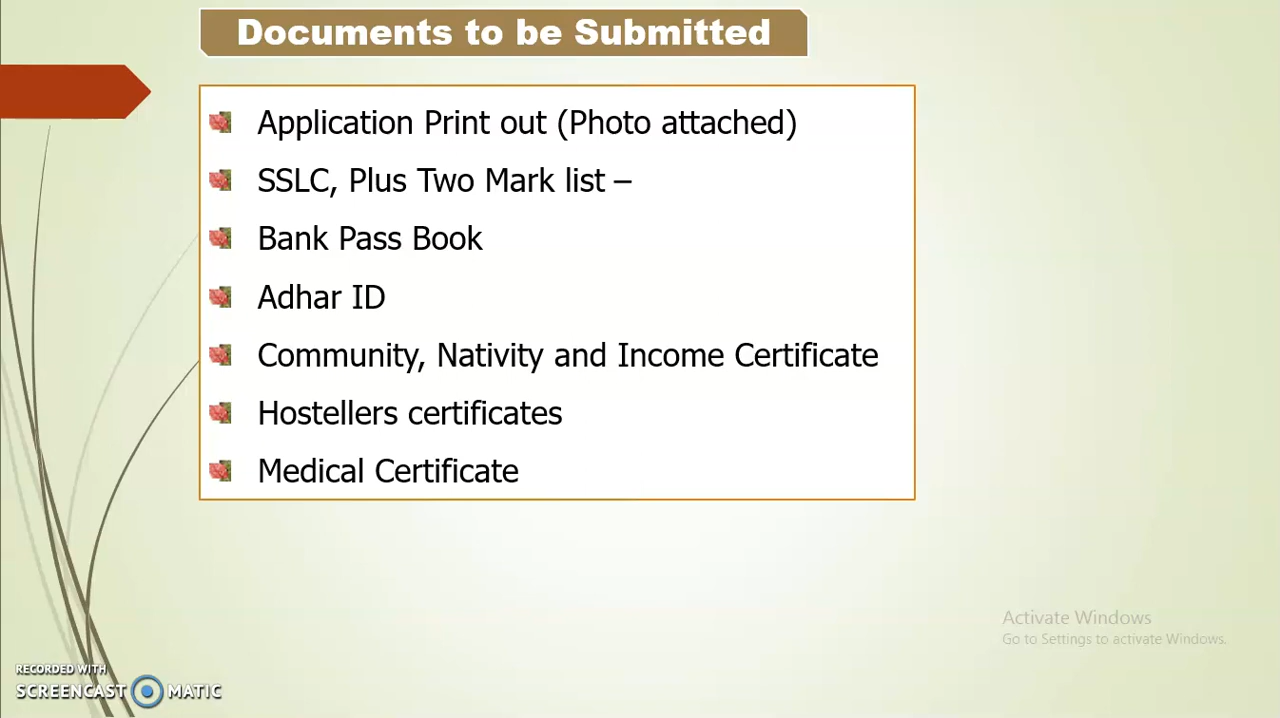 Documents to be Submitted
Application Print out (Photo attached)
SSLC, Plus Two Mark list –
Bank Pass Book
Adhar ID
Community, Nativity and Income Certificate
Hostellers certificates
Medical Certificate
Activate Windows
Go to Settings to activate Windows.
RECORDED WITH
SCREENCAST MATIC